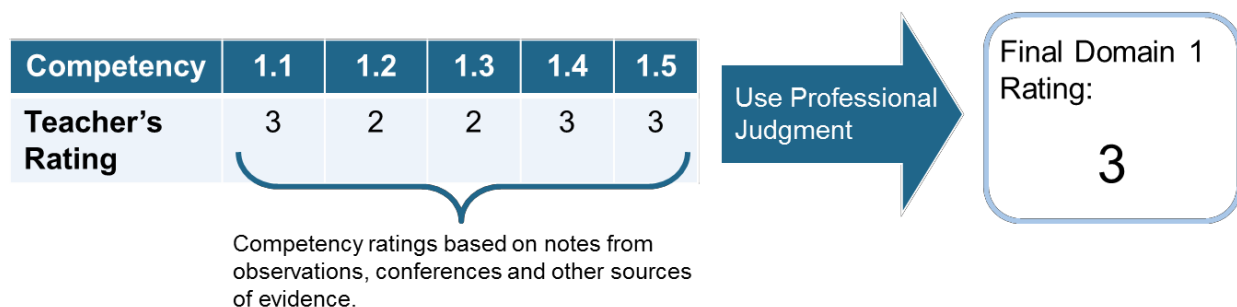 Competency 1.1 1.2 1.3 1.4 1.5
Teacher's
Rating
3 2 2 3 3
Competency ratings based on notes from
observations, conferences and other sources
of evidence.
Use Professional
Judgment
Final Domain 1
Rating:
3